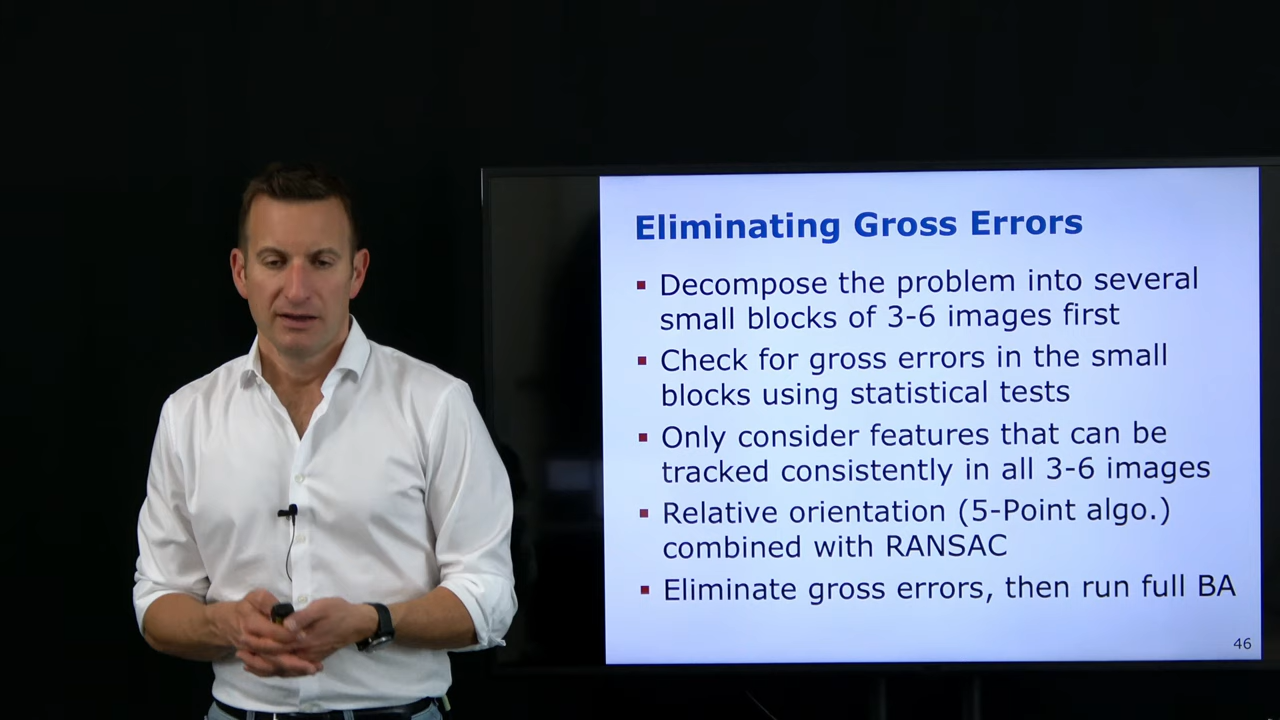 Eliminating Gross Errors
▪ Decompose the problem into several
small blocks of 3-6 images first
▪ Check for gross errors in the small
blocks using statistical tests
▪ Only consider features that can be
tracked consistently in all 3-6 images
▪ Relative orientation (5-Point algo.)
combined with RANSAC
▪ Eliminate gross errors, then run full BA
46